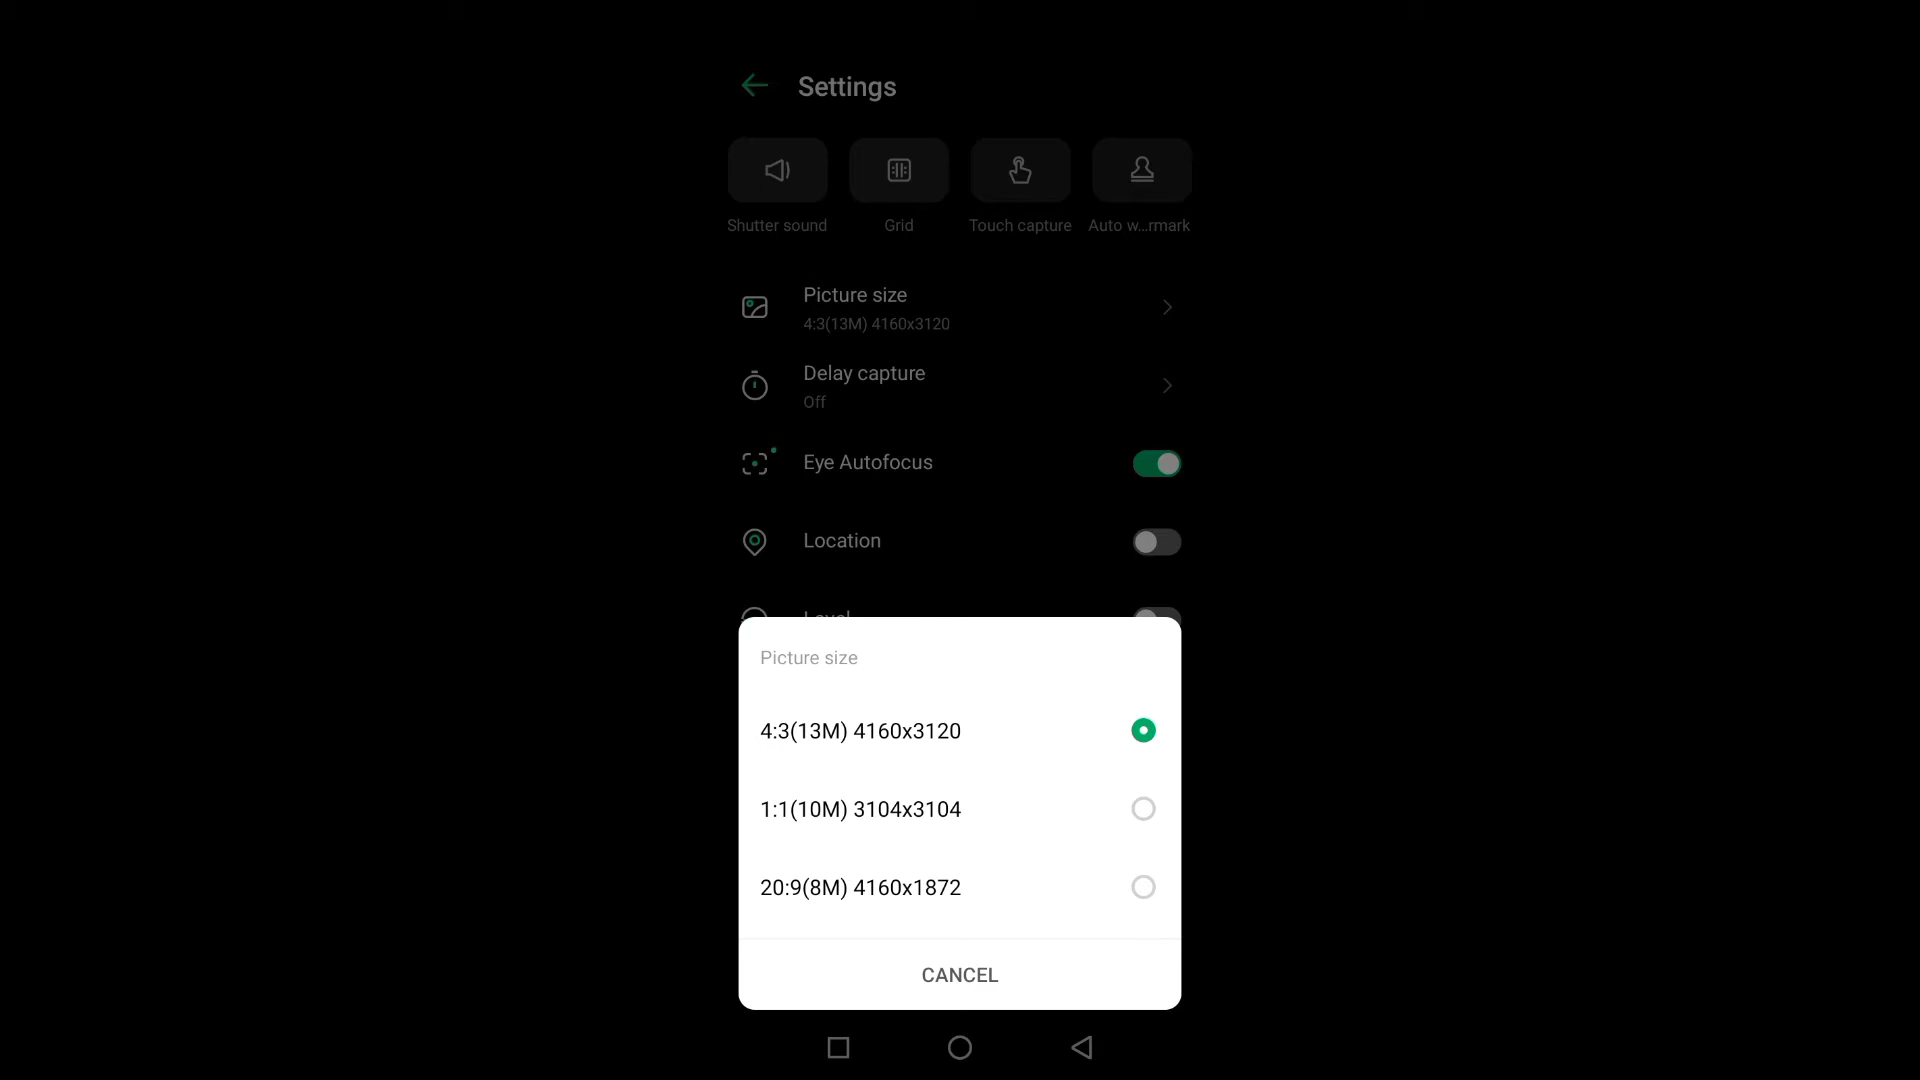 Settings
Shutter sound
Grid
Touch capture
Auto w...rmark
Picture size
4:3(13M) 4160x3120
Delay capture
Off
Eye Autofocus
Location
Level
Picture size
4:3(13M) 4160x3120
1:1(10M) 3104x3104
20:9(8M) 4160x1872
CANCEL